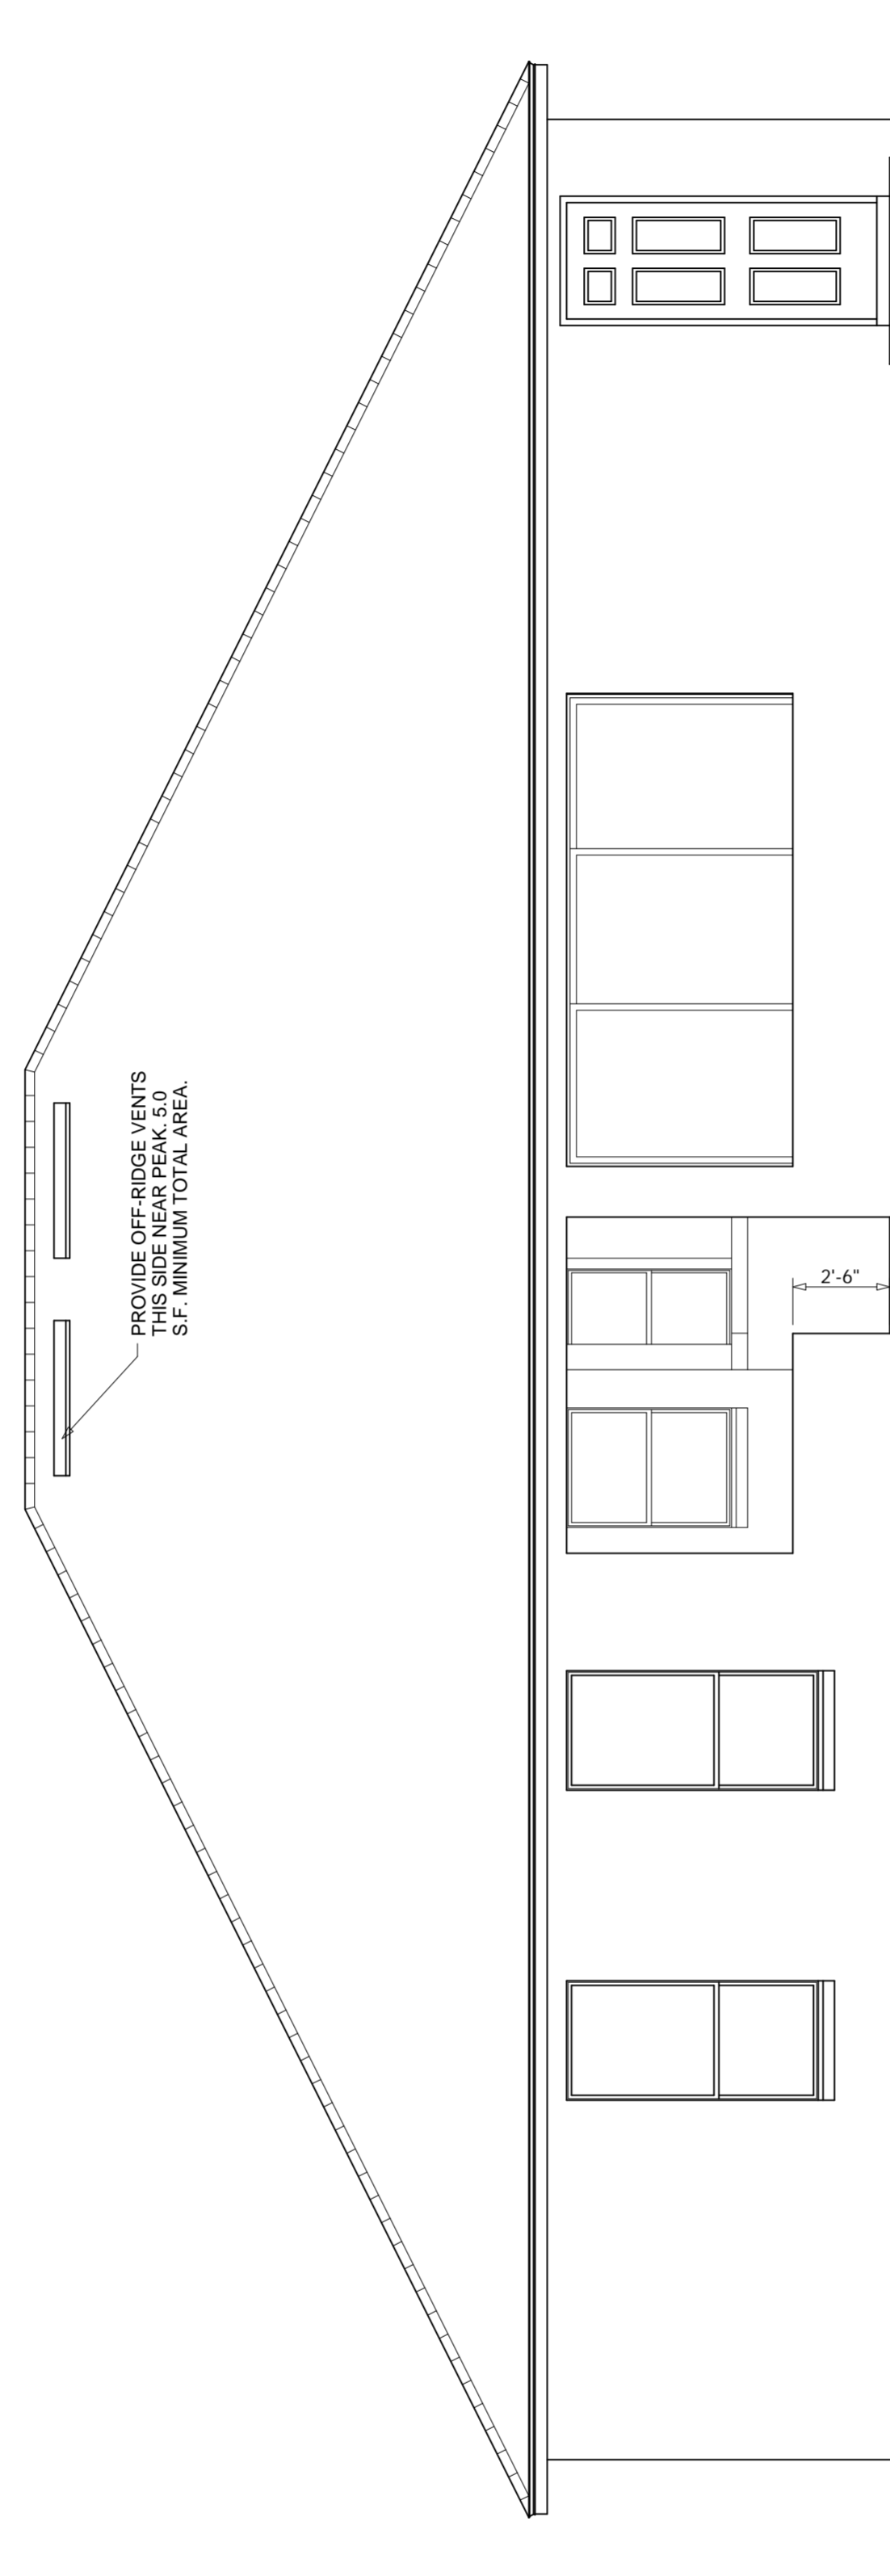 PROVIDE OFF-RIDGE VENTS
THIS SIDE NEAR PEAK. 5.0
S.F. MINIMUM TOTAL AREA.
2'-6"